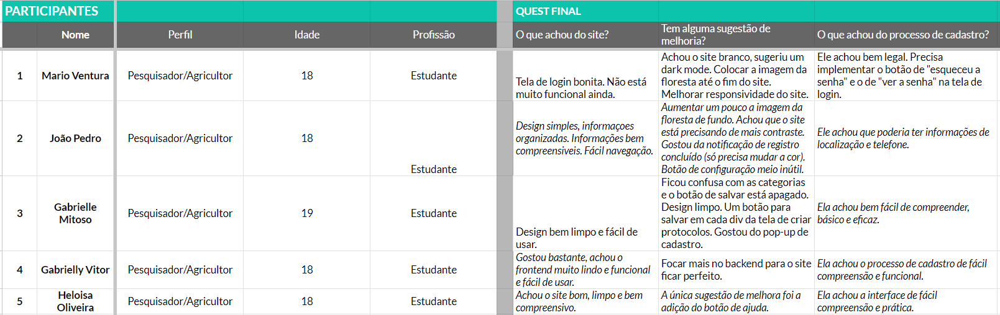 PARTICIPANTES
QUEST FINAL
Nome
Perfil
Idade
Profissão
O que achou do site?
Tem alguma sugestão de
melhoria?
O que achou do processo de cadastro?
1
Mario Ventura
Pesquisador/Agricultor
18
Estudante
Tela de login bonita. Não está
muito funcional ainda.
Achou o site branco, sugeriu um
dark mode. Colocar a imagem da
floresta até o fim do site.
Melhorar responsividade do site.
Ele achou bem legal. Precisa
implementar o botão de "esqueceu a
senha" e o de "ver a senha" na tela de
login.
2
João Pedro
Pesquisador/Agricultor
18
Estudante
Design simples, informaçoes
organizadas. Informações bem
compreensiveis. Fácil navegação.
Aumentar um pouco a imagem da
floresta de fundo. Achou que o site
está precisando de mais contraste.
Gostou da notificação de registro
concluído (só precisa mudar a cor).
Botão de configuração meio inútil.
Ele achou que poderia ter informações de
localização e telefone.
3
Gabrielle
Mitoso
Pesquisador/Agricultor
19
Estudante
Design bem limpo e fácil de
usar.
Ficou confusa com as categorias
e o botão de salvar está apagado.
Design limpo. Um botão para
salvar em cada div da tela de criar
protocolos. Gostou do pop-up de
cadastro.
Ela achou bem fácil de compreender,
básico e eficaz.
4
Gabrielly Vitor
Pesquisador/Agricultor
18
Estudante
Gostou bastante, achou o
frontend muito lindo e funcional
e fácil de usar.
Focar mais no backend para o site
ficar perfeito.
Ela achou o processo de cadastro de fácil
compreensão e funcional.
5
Heloisa
Oliveira
Pesquisador/Agricultor
18
Estudante
Achou o site bom, limpo e bem
compreensivo.
A única sugestão de melhora foi a
adição do botão de ajuda.
Ela achou a interface de fácil
compreensão e prática.